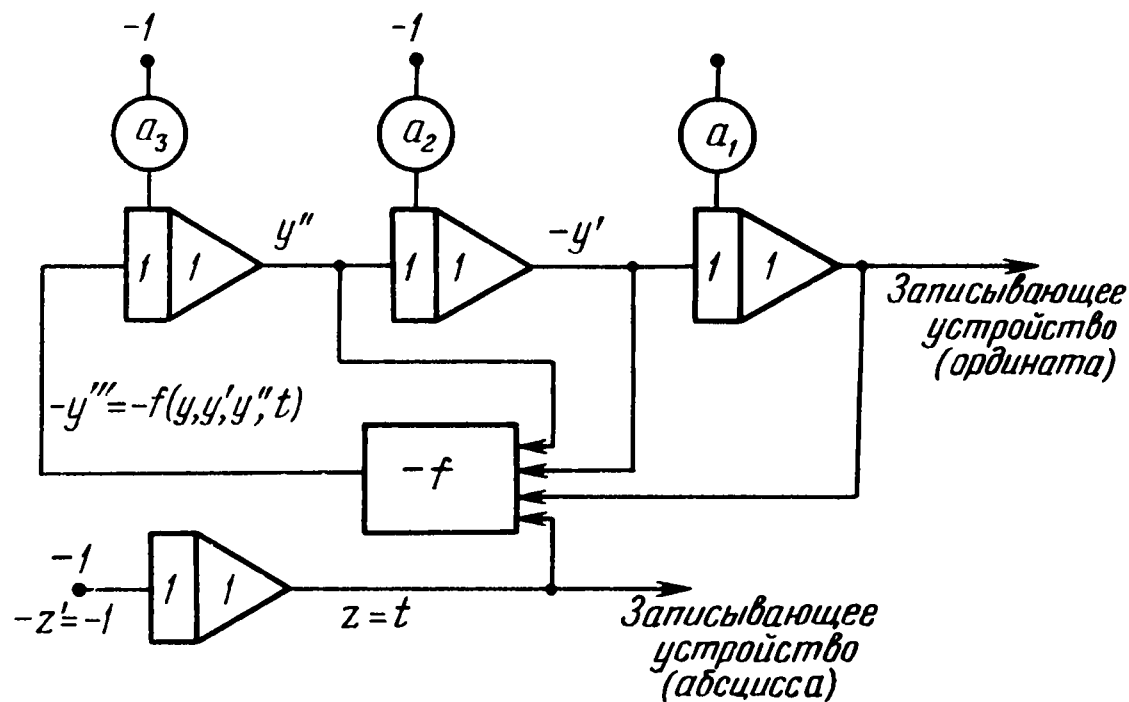 -1 -1
a₃ a₂ a₁
y'' -y'
1 1 1 1 1 1
Записывающее
устройство
(ордината)
-y'''=-f(y,y',y'',t)
-f
-1
1 1
-z'=-1
z=t
Записывающее
устройство
(абсцисса)